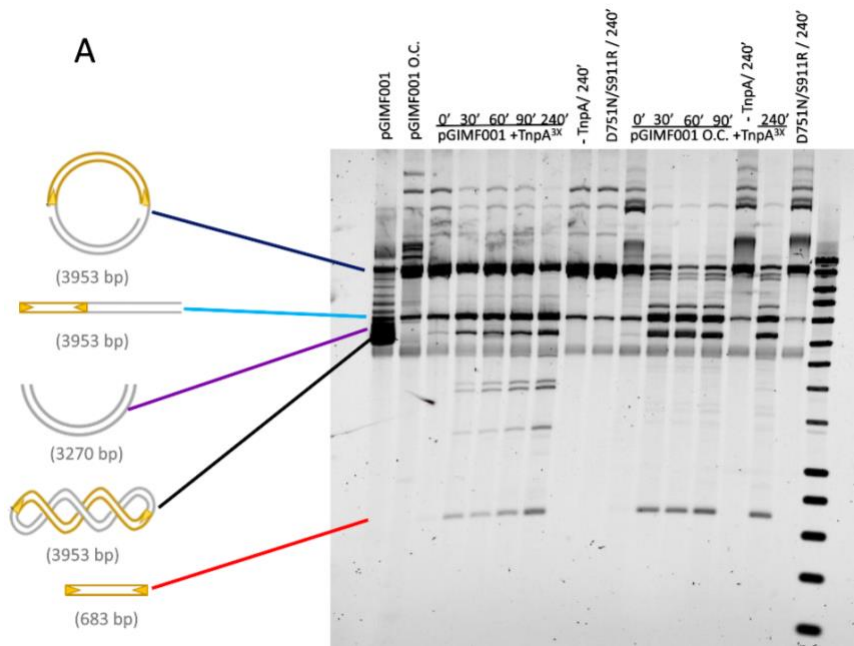 A
pGIMF001
pGIMF001 O.C.
0’ 30’ 60’ 90’ 240’
pGIMF001 +TnpA3X
- TnpA/ 240’
D751N/S911R / 240’
0’ 30’ 60’ 90’
- TnpA/ 240’
240’
pGIMF001 O.C. +TnpA3X
D751N/S911R / 240’
(3953 bp)
(3953 bp)
(3270 bp)
(3953 bp)
(683 bp)